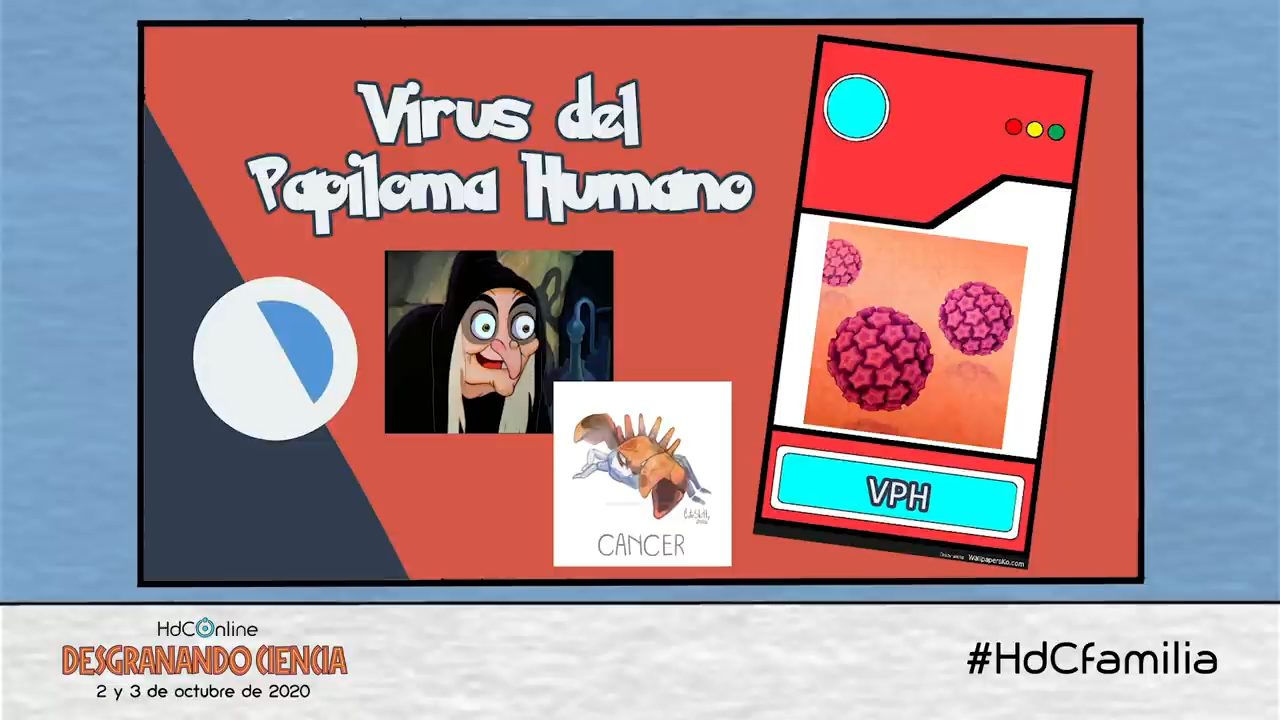 Virus del
Papiloma Humano
CANCER
VPH
WallpapersKo.com
HdCOnline
DESGRANANDO CIENCIA
2 y 3 de octubre de 2020
#HdCfamilia